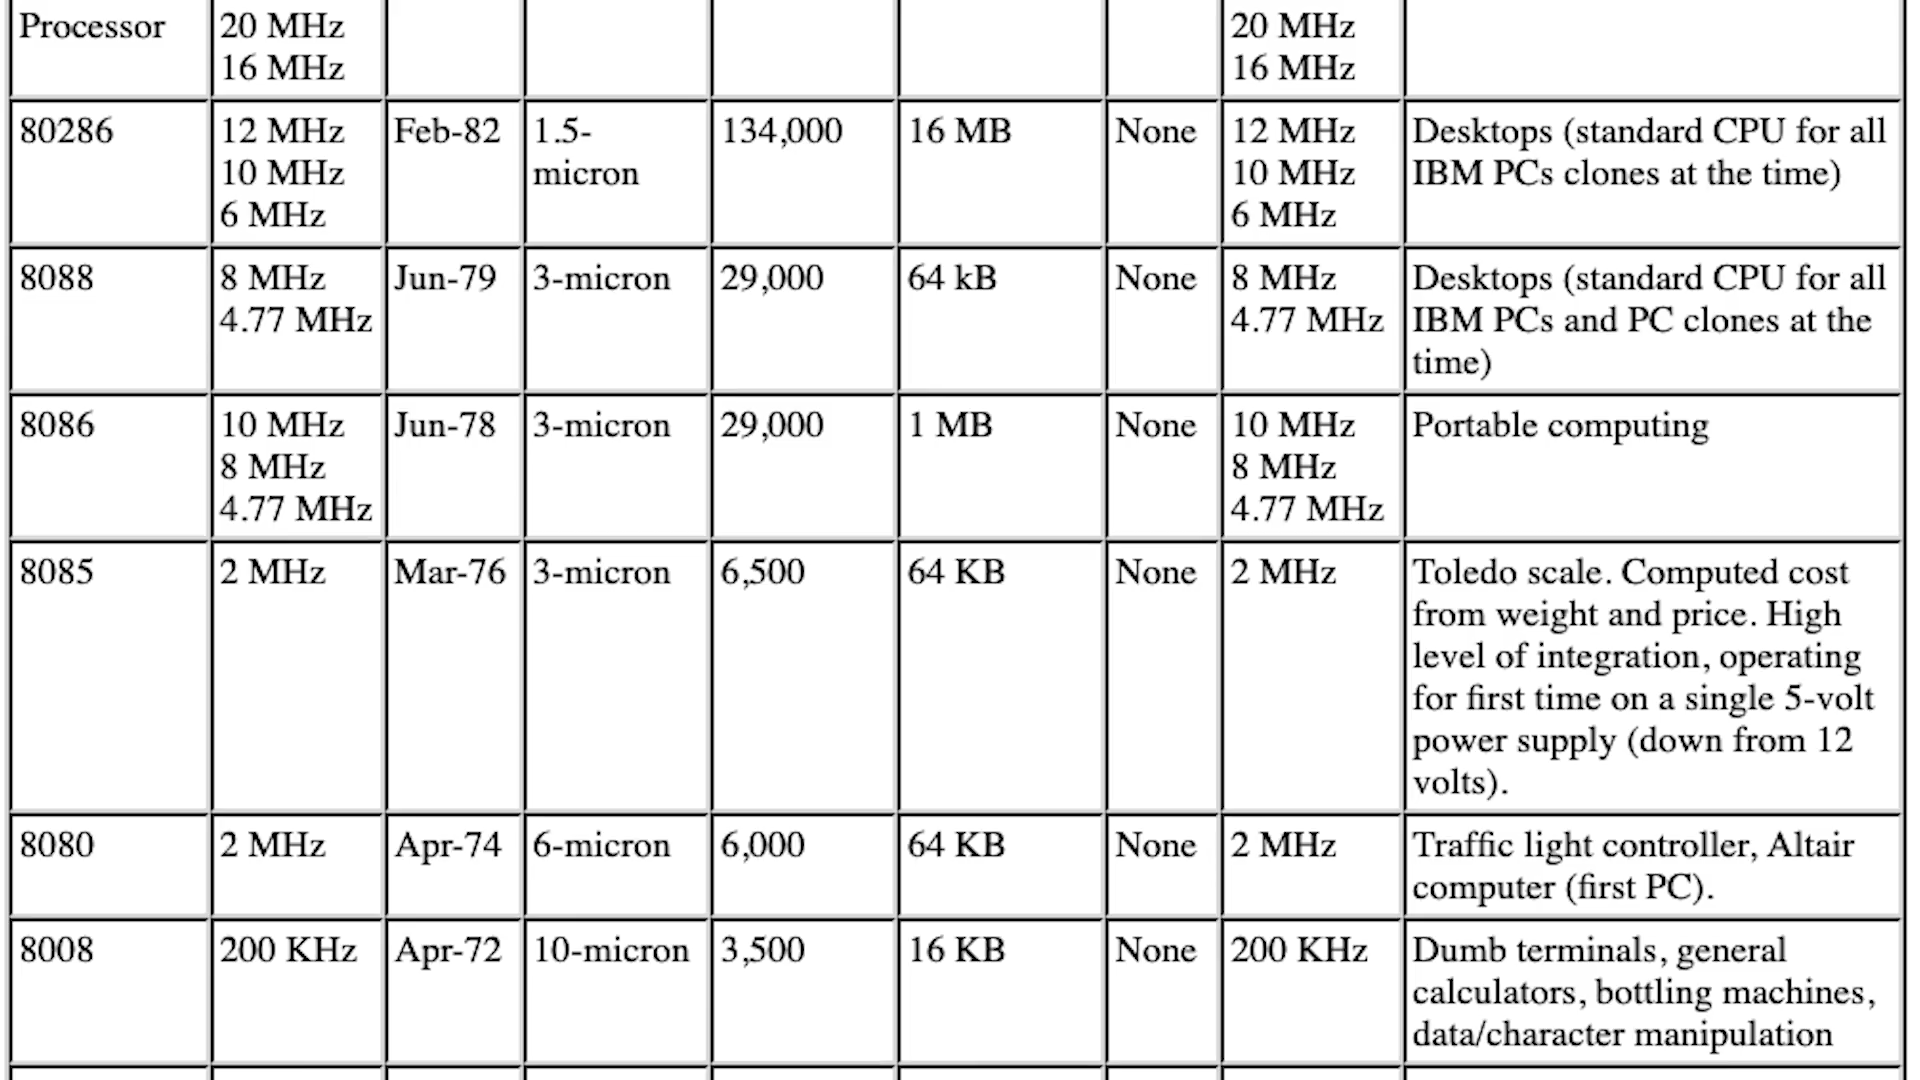 Processor 20 MHz 20 MHz
16 MHz 16 MHz
80286 12 MHz Feb-82 1.5- 134,000 16 MB None 12 MHz Desktops (standard CPU for all
10 MHz micron 10 MHz IBM PCs clones at the time)
6 MHz 6 MHz
8088 8 MHz Jun-79 3-micron 29,000 64 kB None 8 MHz Desktops (standard CPU for all
4.77 MHz 4.77 MHz IBM PCs and PC clones at the
time)
8086 10 MHz Jun-78 3-micron 29,000 1 MB None 10 MHz Portable computing
8 MHz 8 MHz
4.77 MHz 4.77 MHz
8085 2 MHz Mar-76 3-micron 6,500 64 KB None 2 MHz Toledo scale. Computed cost
from weight and price. High
level of integration, operating
for first time on a single 5-volt
power supply (down from 12
volts).
8080 2 MHz Apr-74 6-micron 6,000 64 KB None 2 MHz Traffic light controller, Altair
computer (first PC).
8008 200 KHz Apr-72 10-micron 3,500 16 KB None 200 KHz Dumb terminals, general
calculators, bottling machines,
data/character manipulation